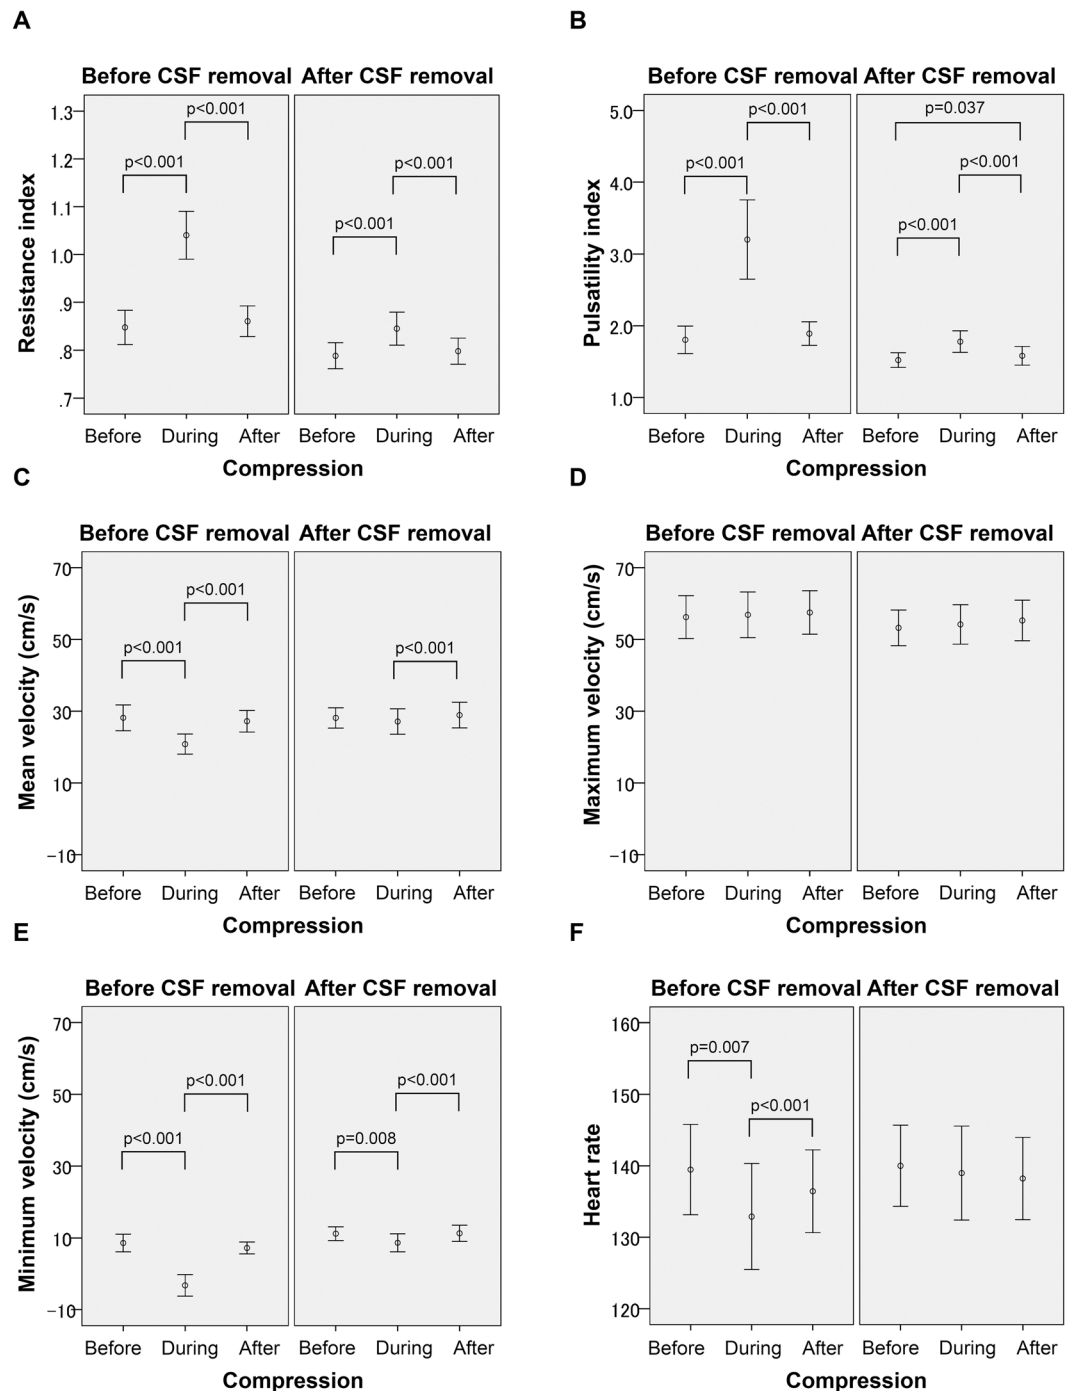 A
Before CSF removal After CSF removal
Resistance index
1.3
1.2
1.1
1.0
.9
.8
.7
p<0.001
p<0.001
p<0.001
p<0.001
Before During After Before During After
Compression
B
Before CSF removal After CSF removal
Pulsatility index
5.0
4.0
3.0
2.0
1.0
p<0.001
p=0.037
p<0.001
p<0.001
p<0.001
Before During After Before During After
Compression
C
Before CSF removal After CSF removal
Mean velocity (cm/s)
70
50
30
10
−10
p<0.001
p<0.001
p<0.001
Before During After Before During After
Compression
D
Before CSF removal After CSF removal
Maximum velocity (cm/s)
70
50
30
10
−10
Before During After Before During After
Compression
E
Before CSF removal After CSF removal
Minimum velocity (cm/s)
70
50
30
10
−10
p<0.001
p<0.001
p<0.001
p=0.008
Before During After Before During After
Compression
F
Before CSF removal After CSF removal
Heart rate
160
150
140
130
120
p=0.007
p<0.001
Before During After Before During After
Compression